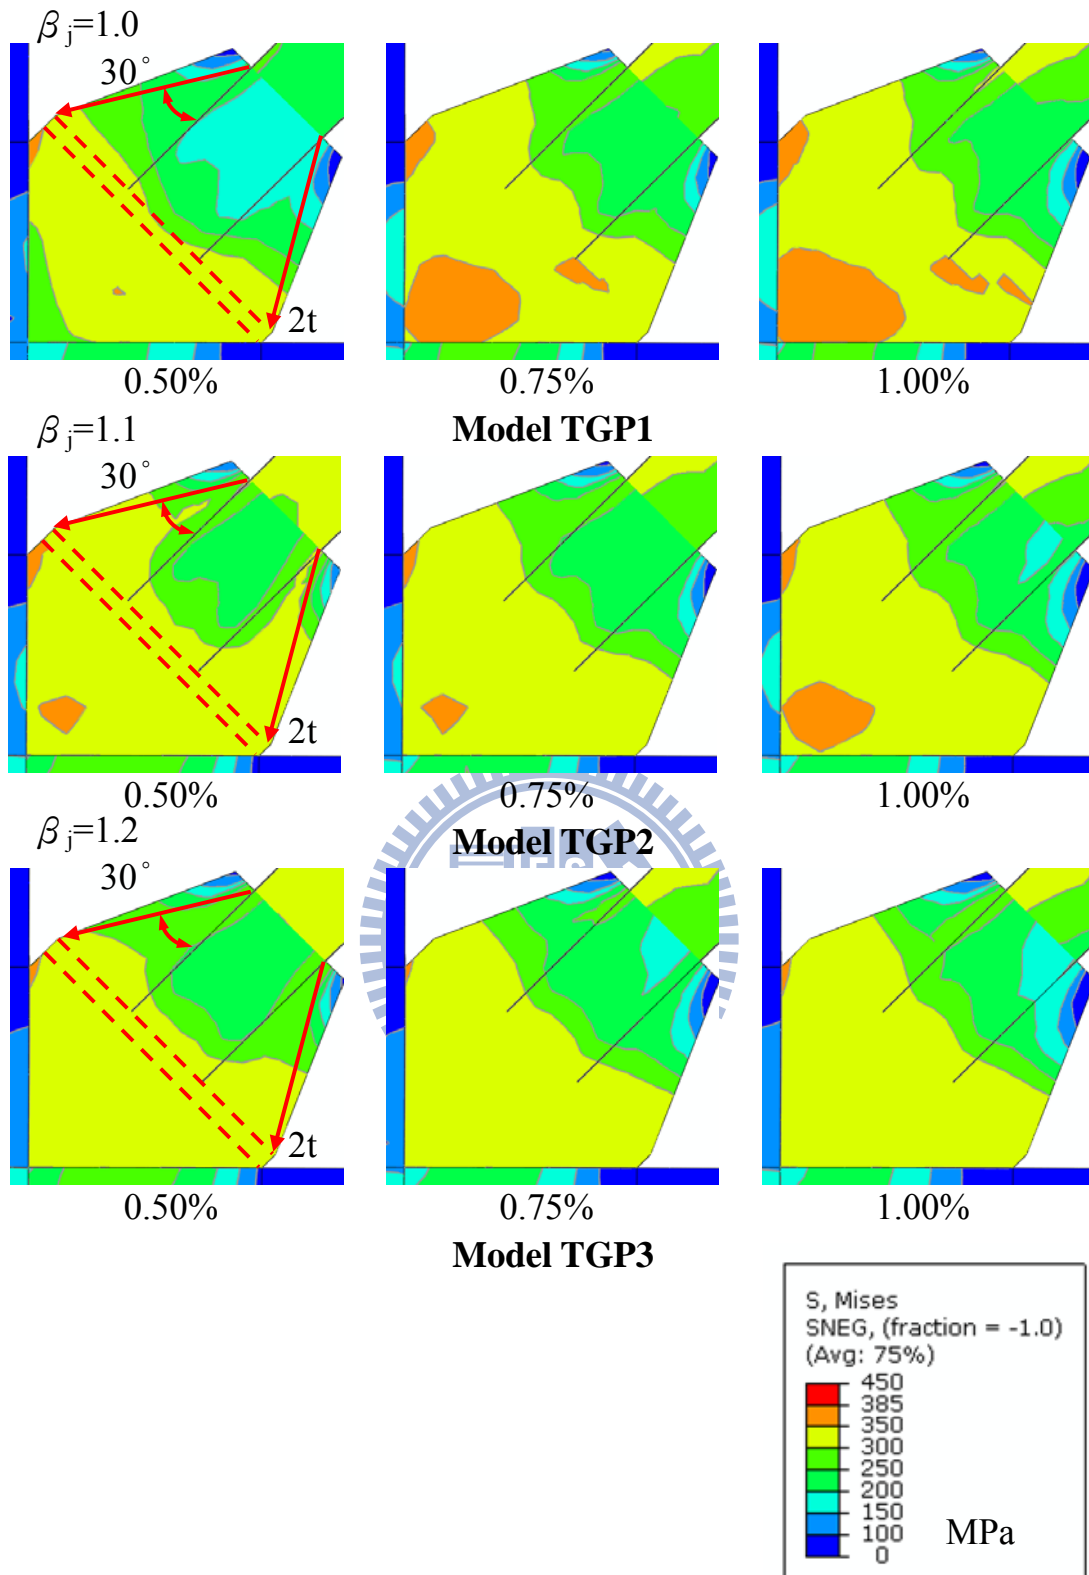 βj=1.0
30°
2t
0.50% 0.75% 1.00%
Model TGP1
βj=1.1
30°
2t
0.50% 0.75% 1.00%
Model TGP2
βj=1.2
30°
2t
0.50% 0.75% 1.00%
Model TGP3
S, Mises
SNEG, (fraction = -1.0)
(Avg: 75%)
450
385
350
300
250
200
150
100
0
MPa